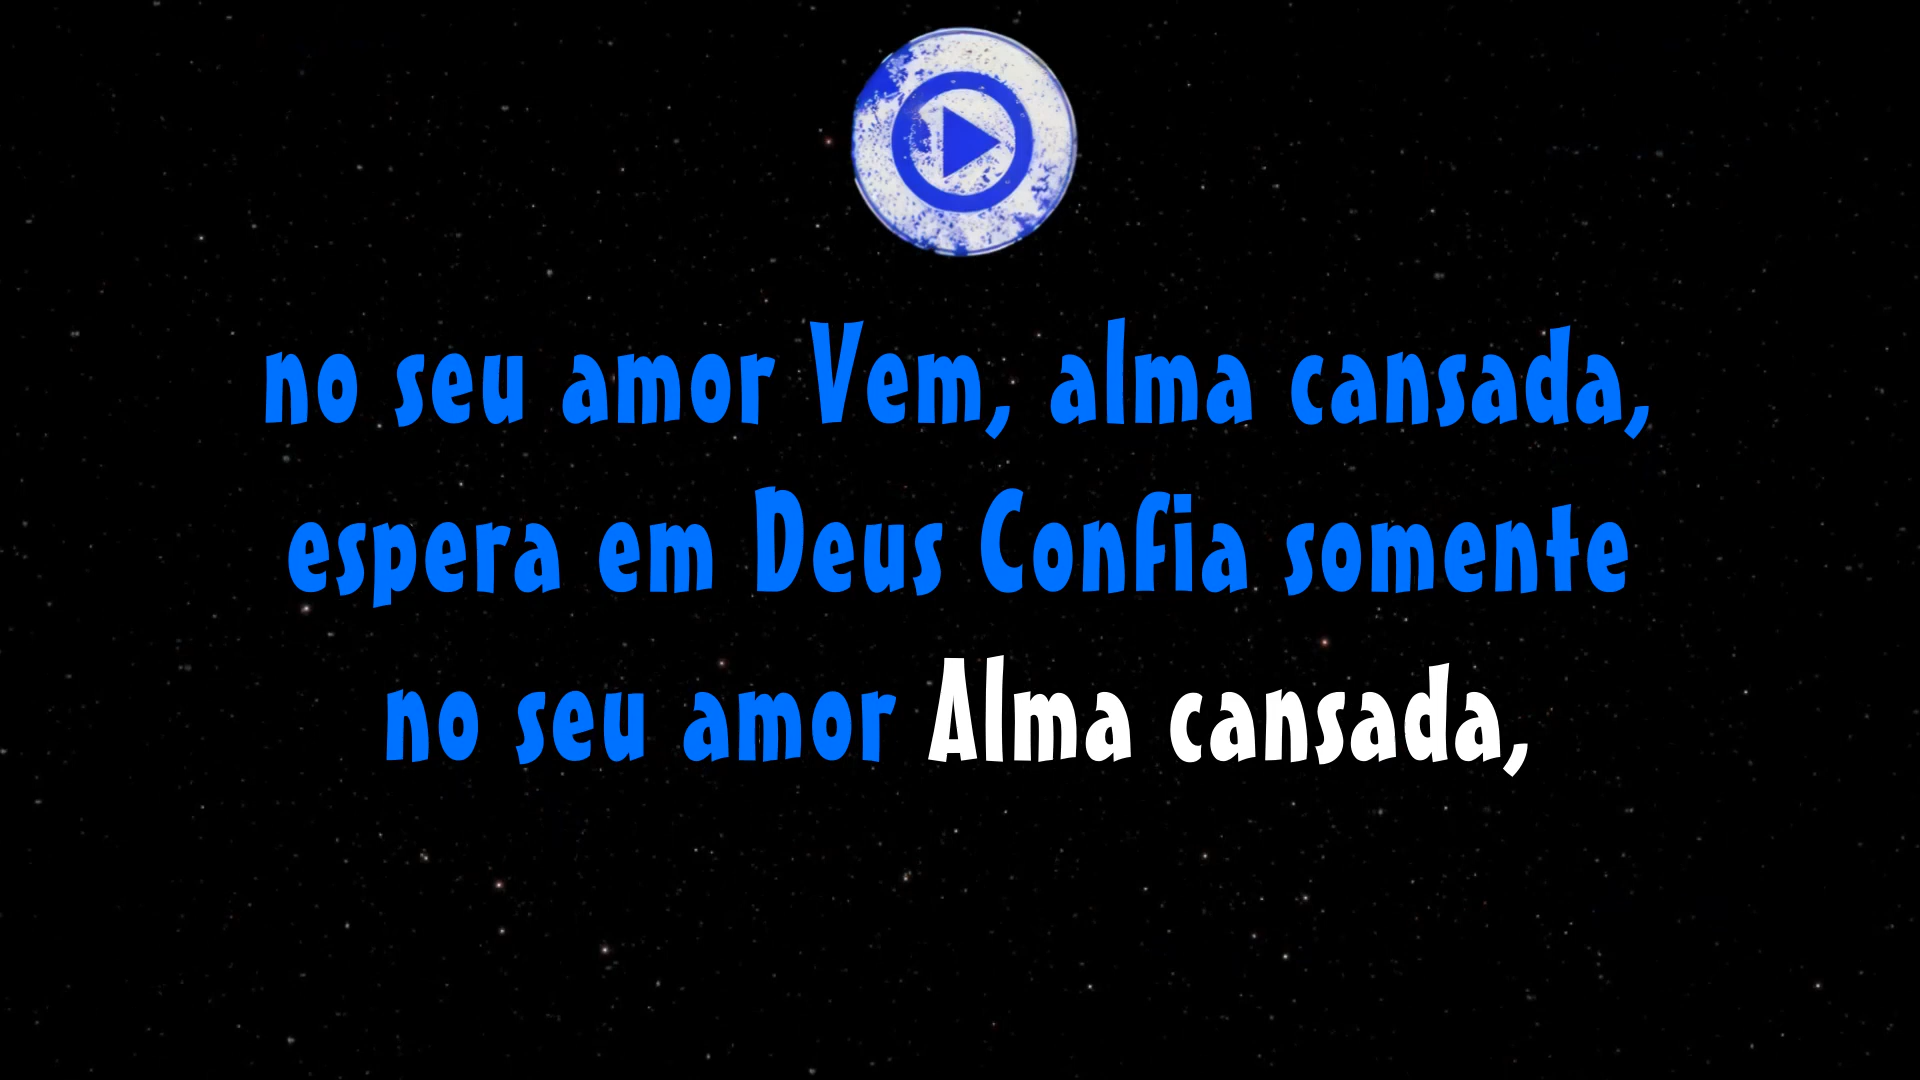 no seu amor Vem, alma cansada,
espera em Deus Confia somente
no seu amor Alma cansada,